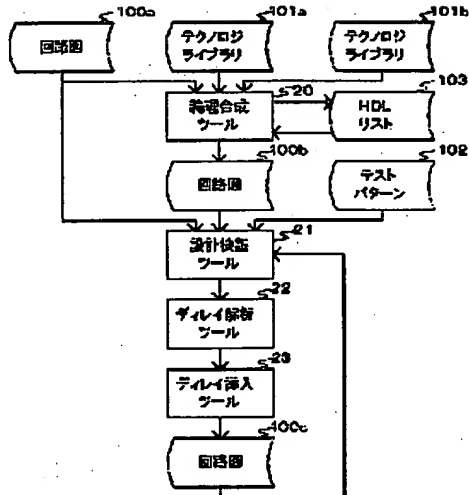 100a
101a
101b
回路図
テクノロジ
ライブラリ
テクノロジ
ライブラリ
20
103
論理合成
ツール
HDL
リスト
100b
102
回路図
テスト
パターン
21
設計検証
ツール
22
ディレイ解析
ツール
23
ディレイ挿入
ツール
100c
回路図